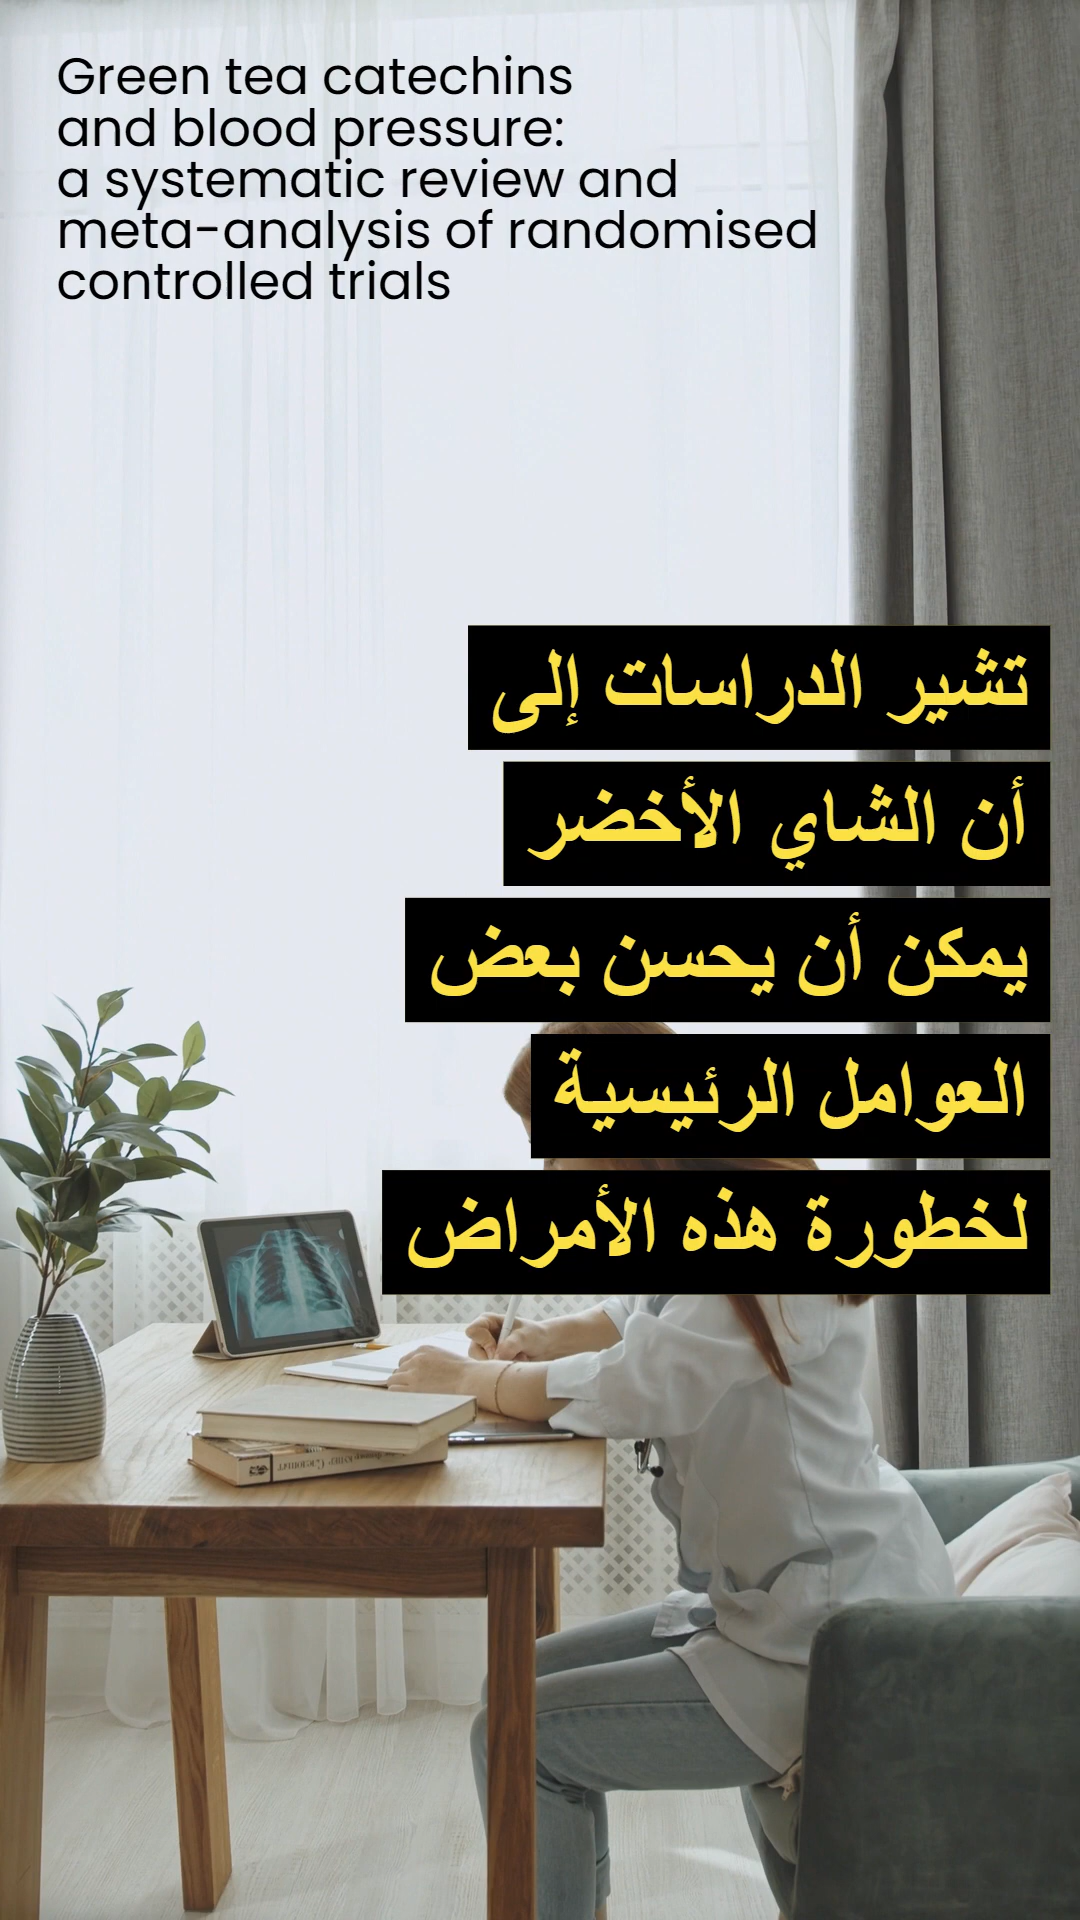 Green tea catechins
and blood pressure:
a systematic review and
meta-analysis of randomised
controlled trials
تشير الدراسات إلى
أن الشاي الأخضر
يمكن أن يحسن بعض
العوامل الرئيسية
لخطورة هذه الأمراض